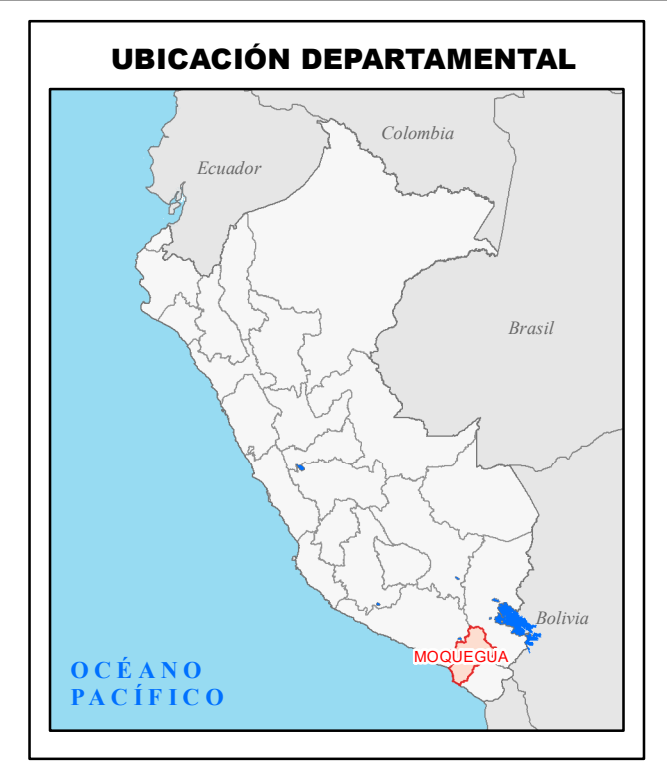 UBICACIÓN DEPARTAMENTAL
Colombia
Ecuador
Brasil
Bolivia
MOQUEGUA
OCÉANO
PACÍFICO